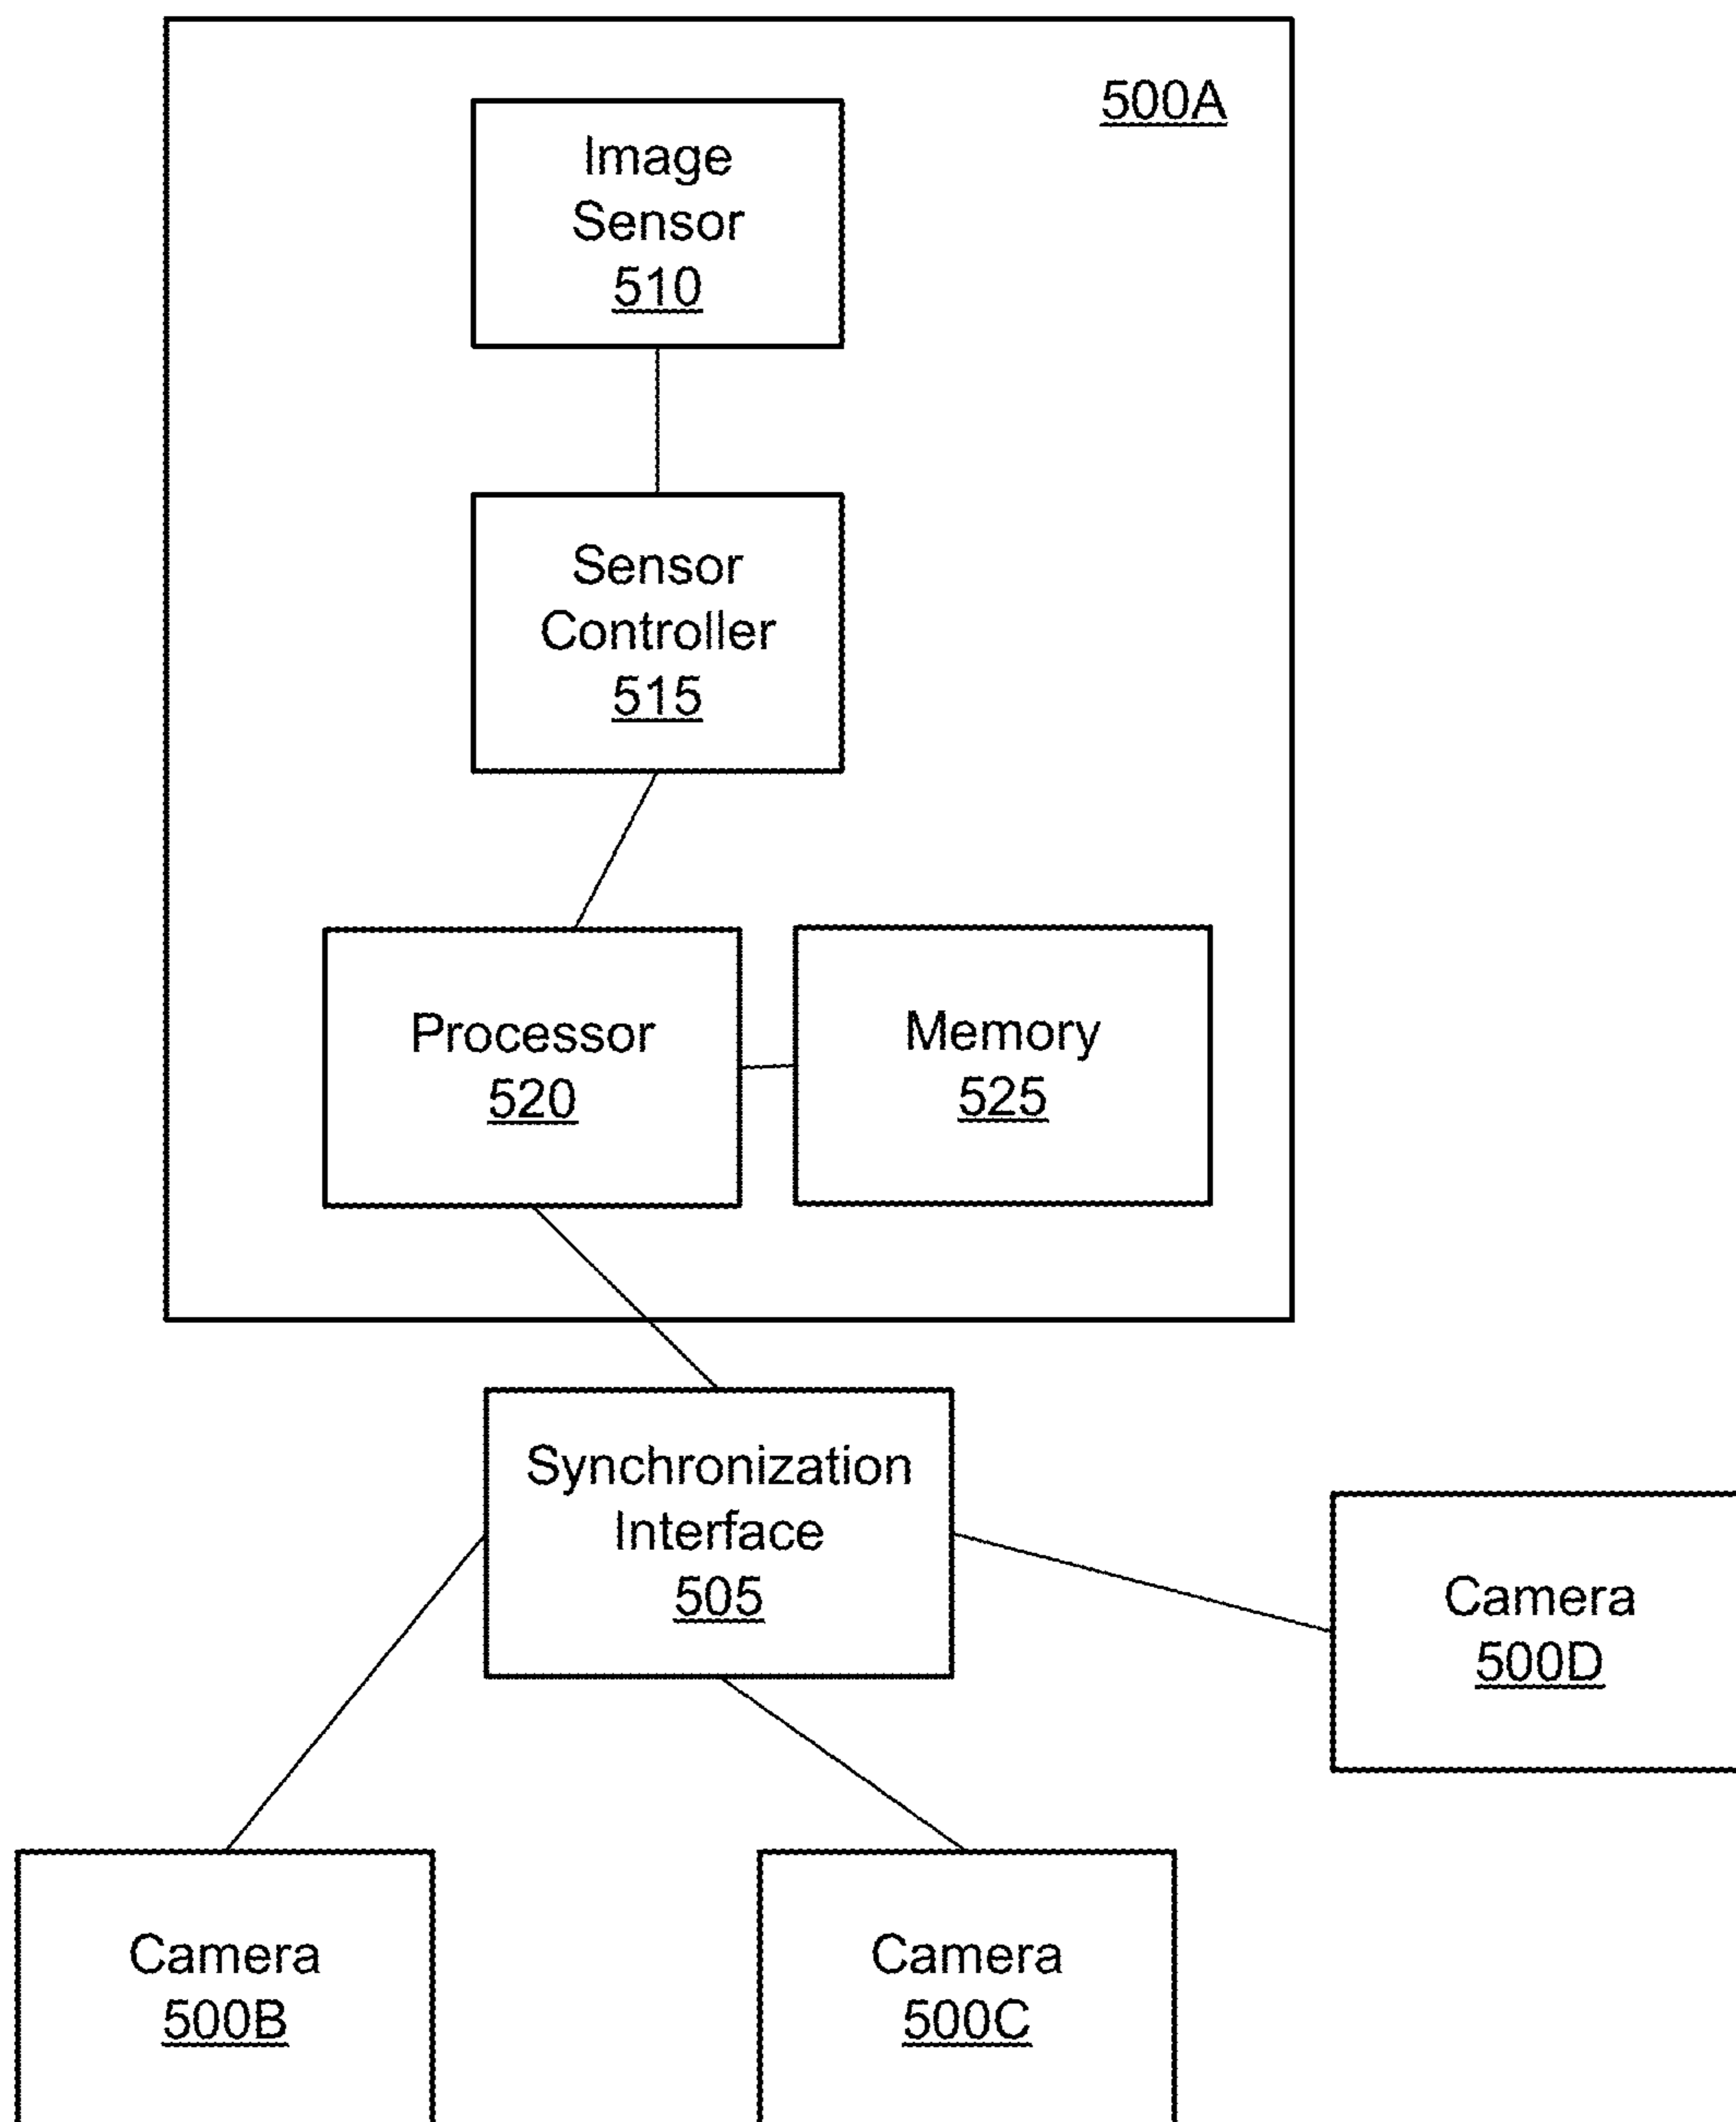 500A
Image
Sensor
510
Sensor
Controller
515
Processor
520
Memory
525
Synchronization
Interface
505
Camera
500D
Camera
500B
Camera
500C